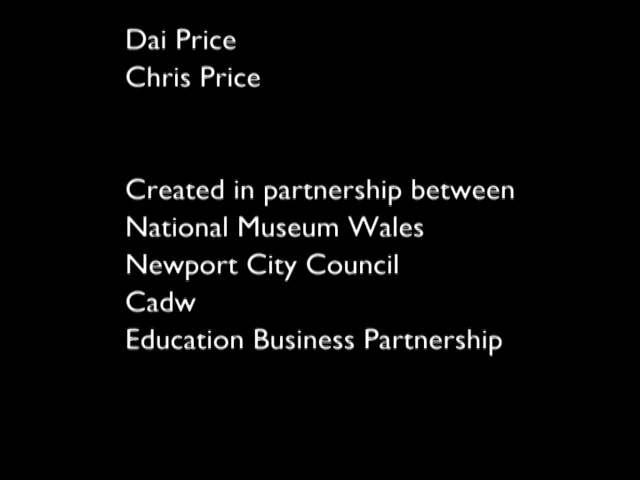 Dai Price
Chris Price
Created in partnership between
National Museum Wales
Newport City Council
Cadw
Education Business Partnership